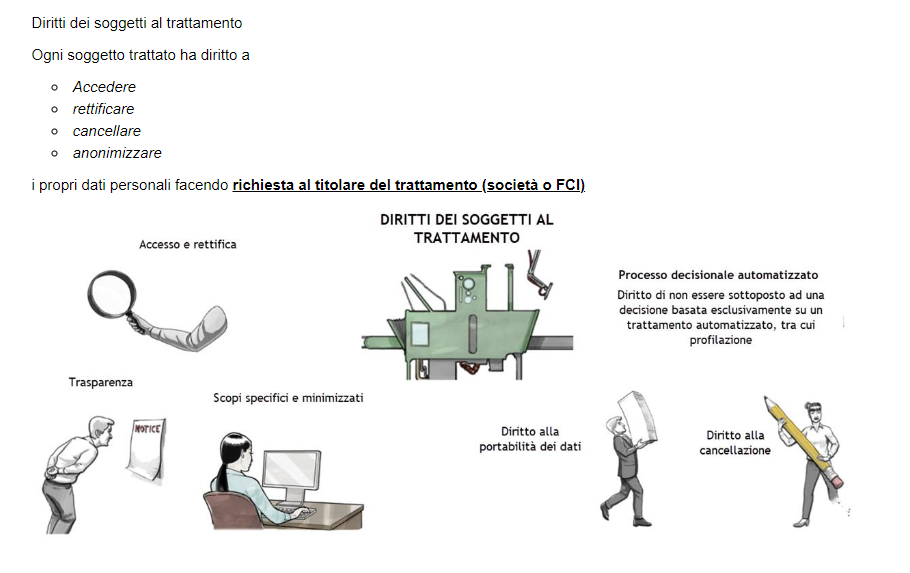 Diritti dei soggetti al trattamento
Ogni soggetto trattato ha diritto a
Accedere
rettificare
cancellare
anonimizzare
i propri dati personali facendo richiesta al titolare del trattamento (società o FCI)
DIRITTI DEI SOGGETTI AL
TRATTAMENTO
Accesso e rettifica
Processo decisionale automatizzato
Diritto di non essere sottoposto ad una
decisione basata esclusivamente su un
trattamento automatizzato, tra cui
profilazione
Trasparenza
NOTICE
Scopi specifici e minimizzati
Diritto alla
portabilità dei dati
Diritto alla
cancellazione